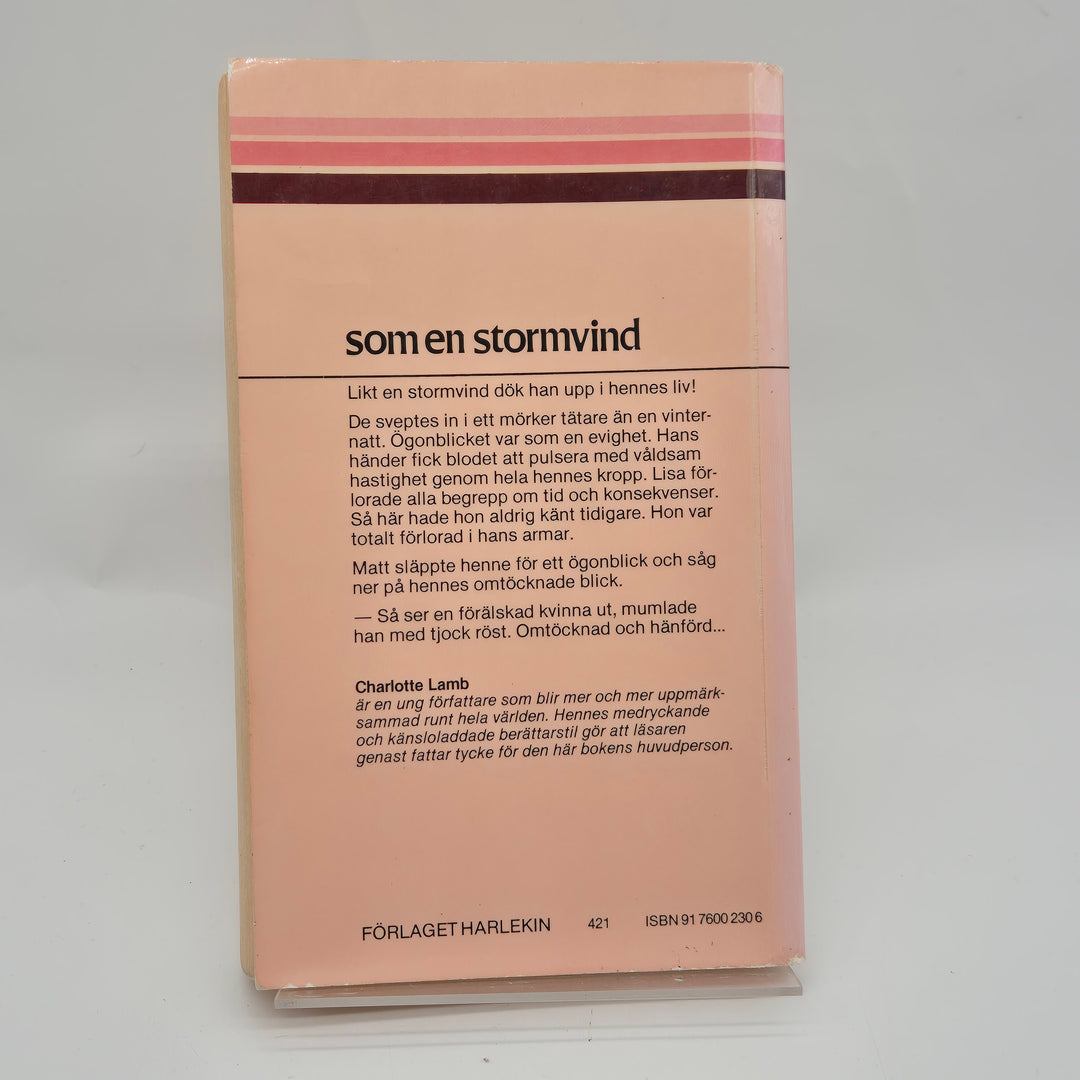 som en stormvind
Likt en stormvind dök han upp i hennes liv!
De sveptes in i ett mörker tätare än en vinter-
natt. Ögonblicket var som en evighet. Hans
händer fick blodet att pulsera med våldsam
hastighet genom hela hennes kropp. Lisa för-
lorade alla begrepp om tid och konsekvenser.
Så här hade hon aldrig känt tidigare. Hon var
totalt förlorad i hans armar.
Matt släppte henne för ett ögonblick och såg
ner på hennes omtöcknade blick.
— Så ser en förälskad kvinna ut, mumlade
han med tjock röst. Omtöcknad och hänförd...
Charlotte Lamb
är en ung författare som blir mer och mer uppmärk-
sammad runt hela världen. Hennes medryckande
och känsloladdade berättarstil gör att läsaren
genast fattar tycke för den här bokens huvudperson.
FÖRLAGET HARLEKIN 421 ISBN 91 7600 230 6